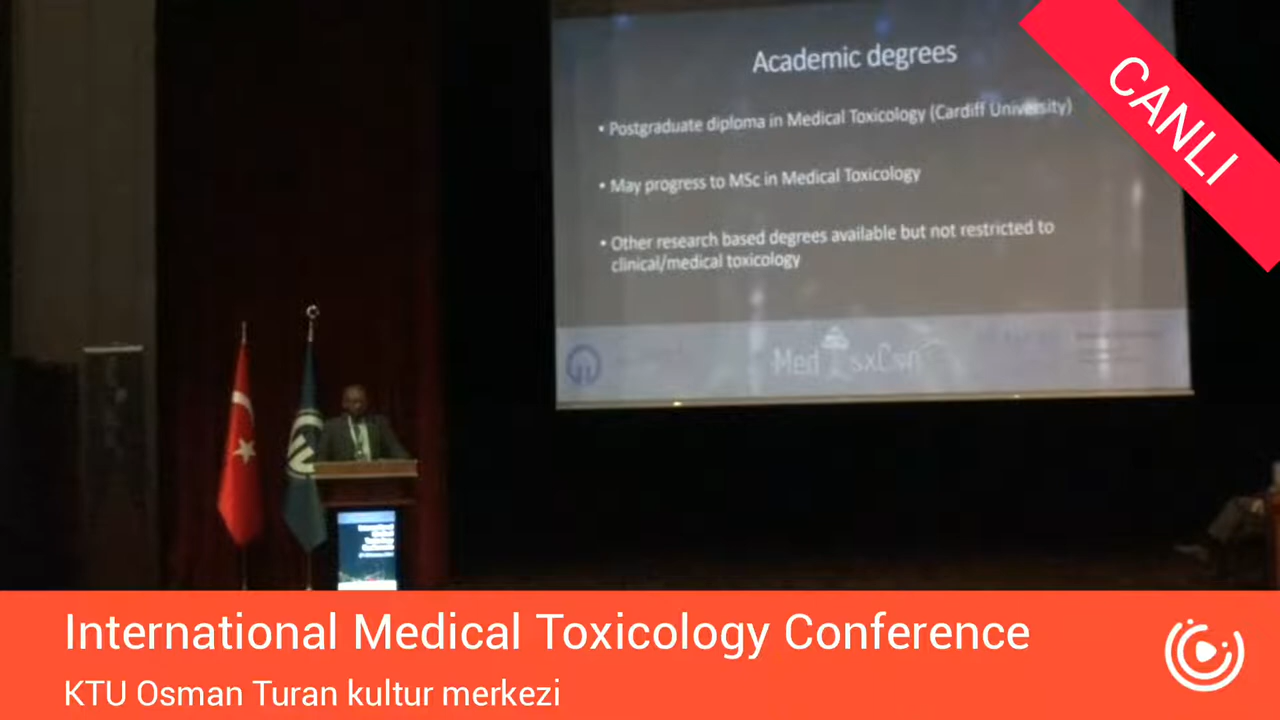 Academic degrees
• Postgraduate diploma in Medical Toxicology (Cardiff University)
• May progress to MSc in Medical Toxicology
• Other research based degrees available but not restricted to
clinical/medical toxicology
CANLI
International Medical Toxicology Conference
KTU Osman Turan kultur merkezi